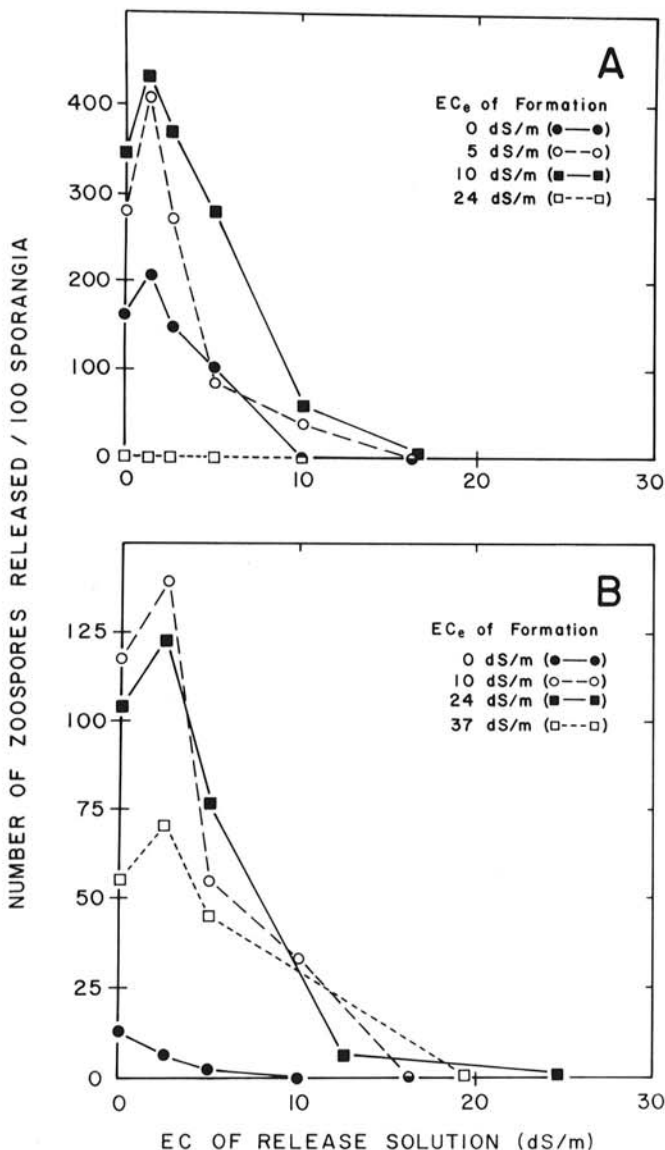 A
ECe of Formation
0 dS/m (●—●)
5 dS/m (○– –○)
10 dS/m (■—■)
24 dS/m (□----□)
400
300
200
100
0
0 10 20 30
NUMBER OF ZOOSPORES RELEASED / 100 SPORANGIA
B
ECe of Formation
0 dS/m (●—●)
10 dS/m (○– –○)
24 dS/m (■—■)
37 dS/m (□----□)
125
100
75
50
25
0
0 10 20 30
EC OF RELEASE SOLUTION (dS/m)